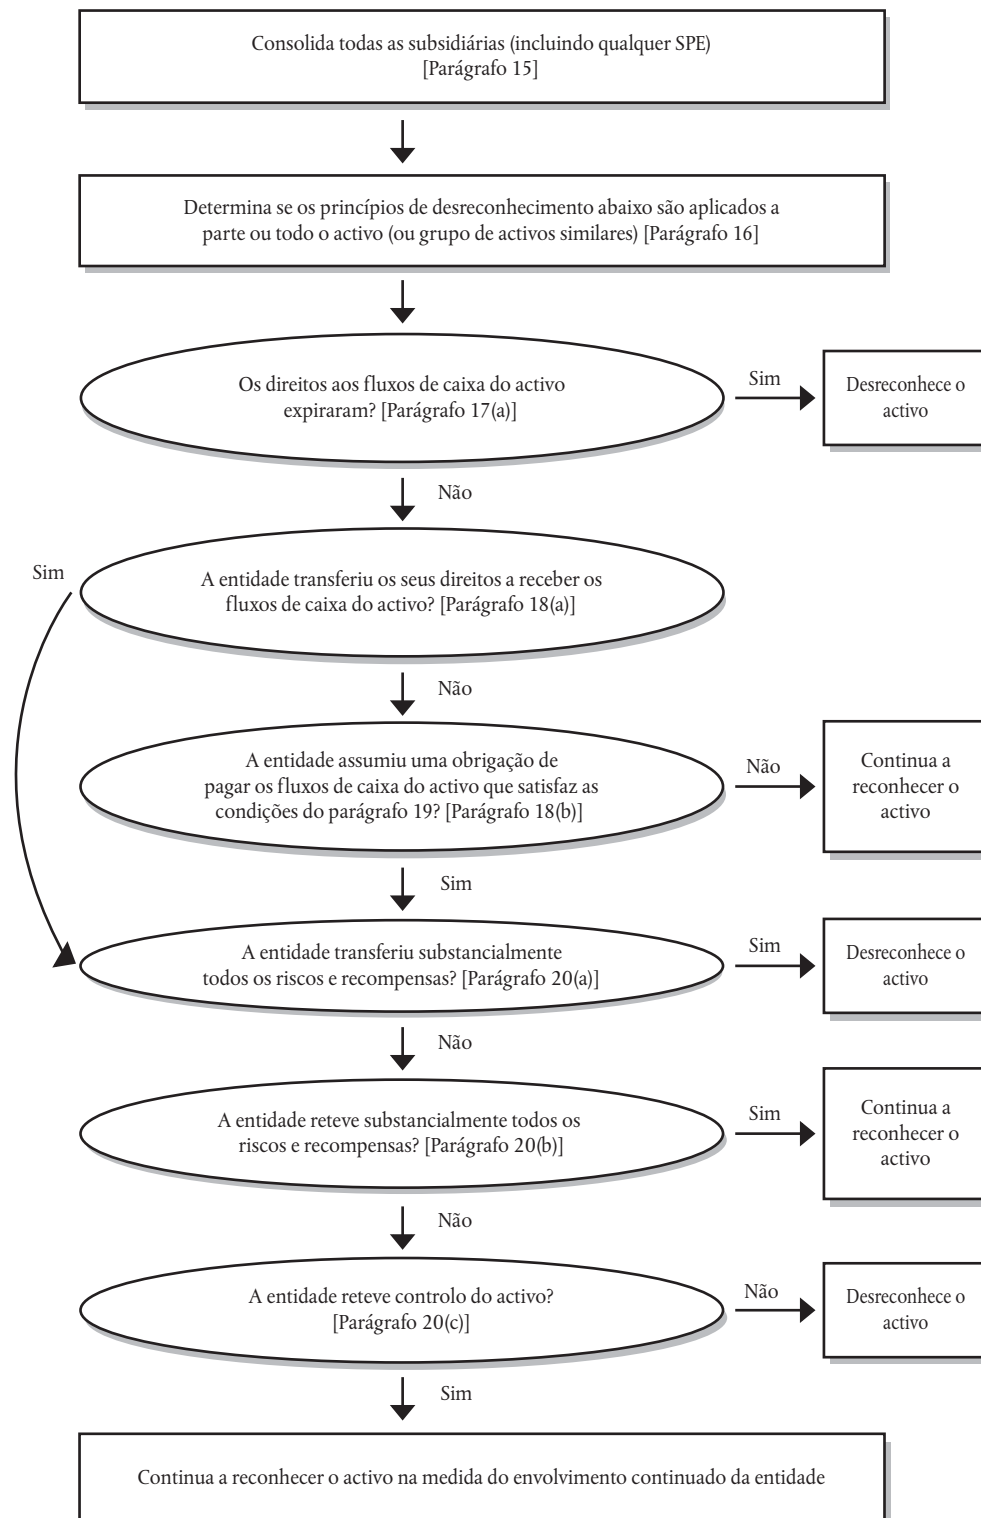 Consolida todas as subsidiárias (incluindo qualquer SPE)
[Parágrafo 15]
Determina se os princípios de desreconhecimento abaixo são aplicados a
parte ou todo o activo (ou grupo de activos similares) [Parágrafo 16]
Os direitos aos fluxos de caixa do activo
expiraram? [Parágrafo 17(a)]
Sim
Desreconhece o
activo
Não
Sim
A entidade transferiu os seus direitos a receber os
fluxos de caixa do activo? [Parágrafo 18(a)]
Não
A entidade assumiu uma obrigação de
pagar os fluxos de caixa do activo que satisfaz as
condições do parágrafo 19? [Parágrafo 18(b)]
Não
Continua a
reconhecer o
activo
Sim
A entidade transferiu substancialmente
todos os riscos e recompensas? [Parágrafo 20(a)]
Sim
Desreconhece o
activo
Não
A entidade reteve substancialmente todos os
riscos e recompensas? [Parágrafo 20(b)]
Sim
Continua a
reconhecer o
activo
Não
A entidade reteve controlo do activo?
[Parágrafo 20(c)]
Não
Desreconhece o
activo
Sim
Continua a reconhecer o activo na medida do envolvimento continuado da entidade